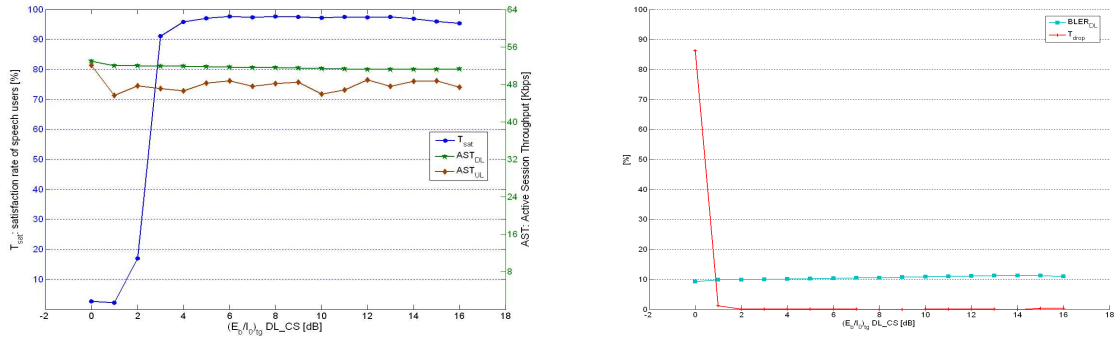 100
90
80
70
60
50
40
30
20
10
T_sat: satisfaction rate of speech users [%]
64
56
48
40
32
24
16
8
AST: Active Session Throughput [Kbps]
T_sat
AST_DL
AST_UL
-2 0 2 4 6 8 10 12 14 16 18
(E_b/I_0)_tg DL_CS [dB]
100
90
80
70
60
50
40
30
20
10
0
[%]
BLER_DL
T_drop
-2 0 2 4 6 8 10 12 14 16 18
(E_b/I_0)_tg DL_CS [dB]